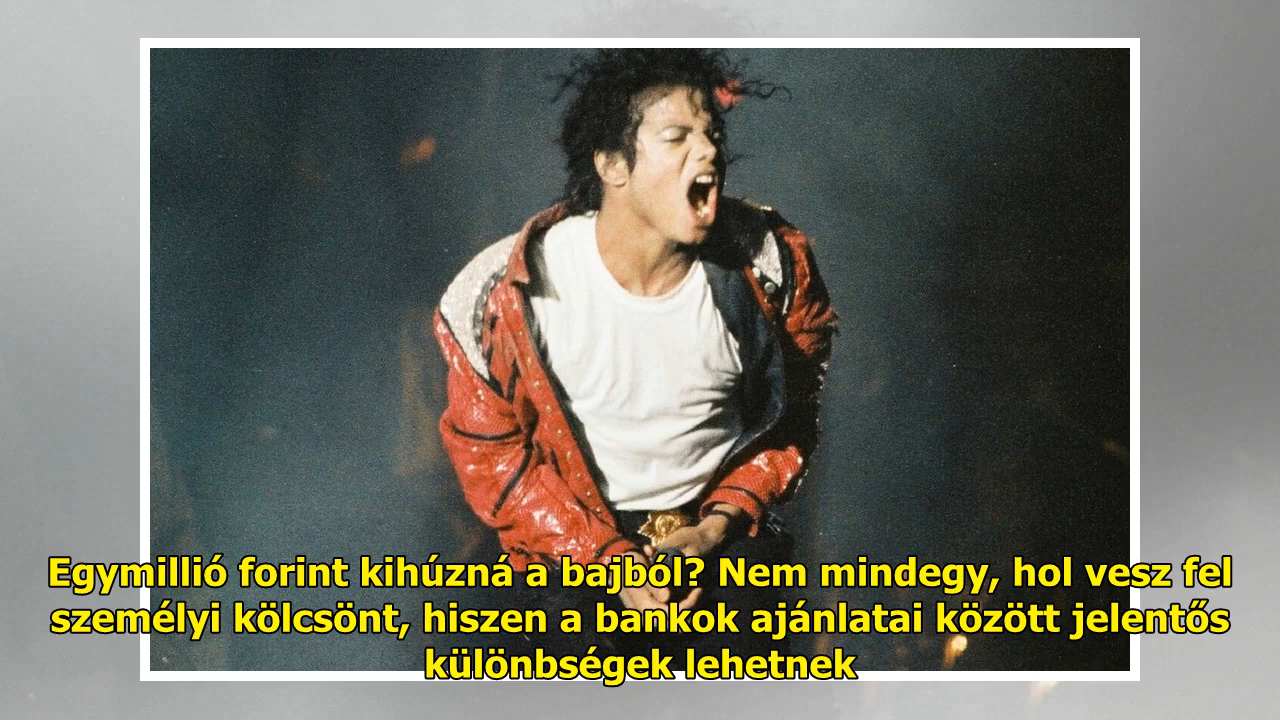 Egymillió forint kihúzná a bajból? Nem mindegy, hol vesz fel
személyi kölcsönt, hiszen a bankok ajánlatai között jelentős
különbségek lehetnek